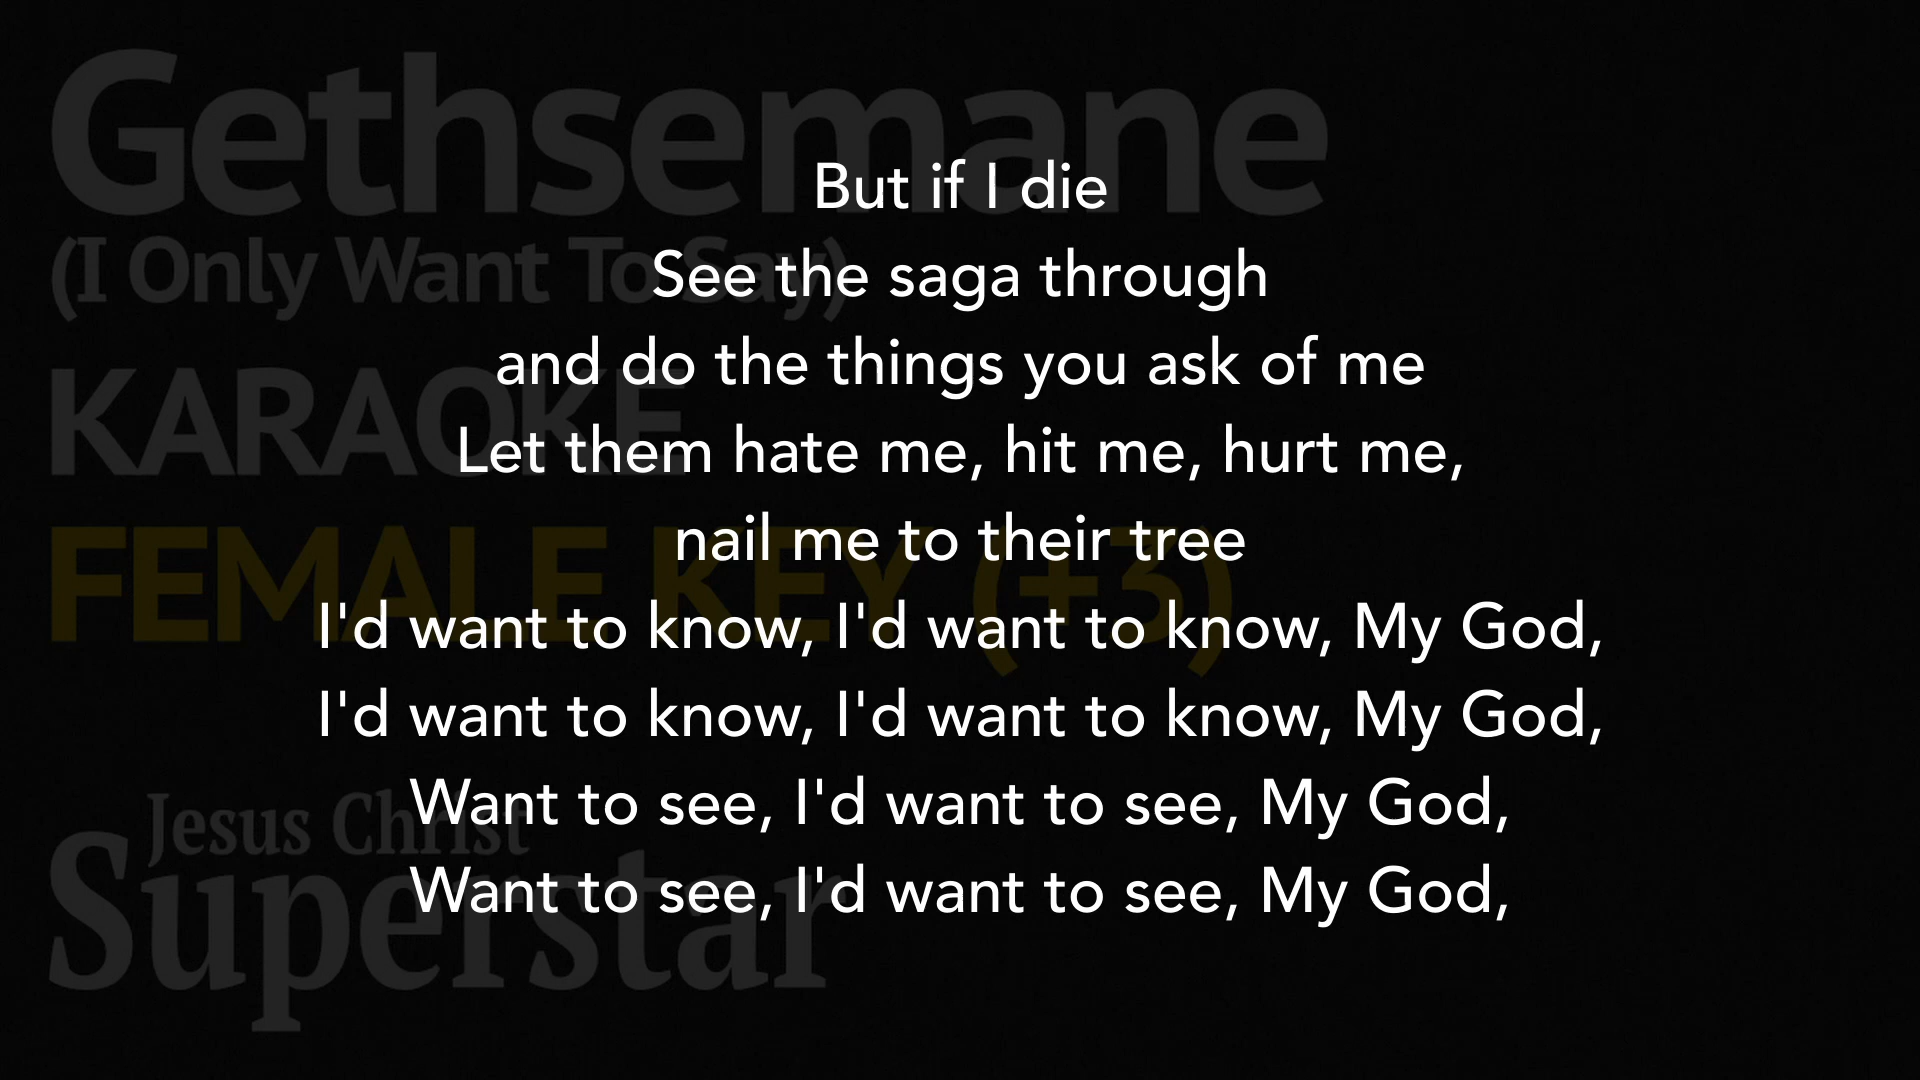 Gethsemane
(I Only Want To Say)
KARAOKE
FEMALE KEY (+3)
Jesus Christ
Superstar
But if I die
See the saga through
and do the things you ask of me
Let them hate me, hit me, hurt me,
nail me to their tree
I'd want to know, I'd want to know, My God,
I'd want to know, I'd want to know, My God,
Want to see, I'd want to see, My God,
Want to see, I'd want to see, My God,